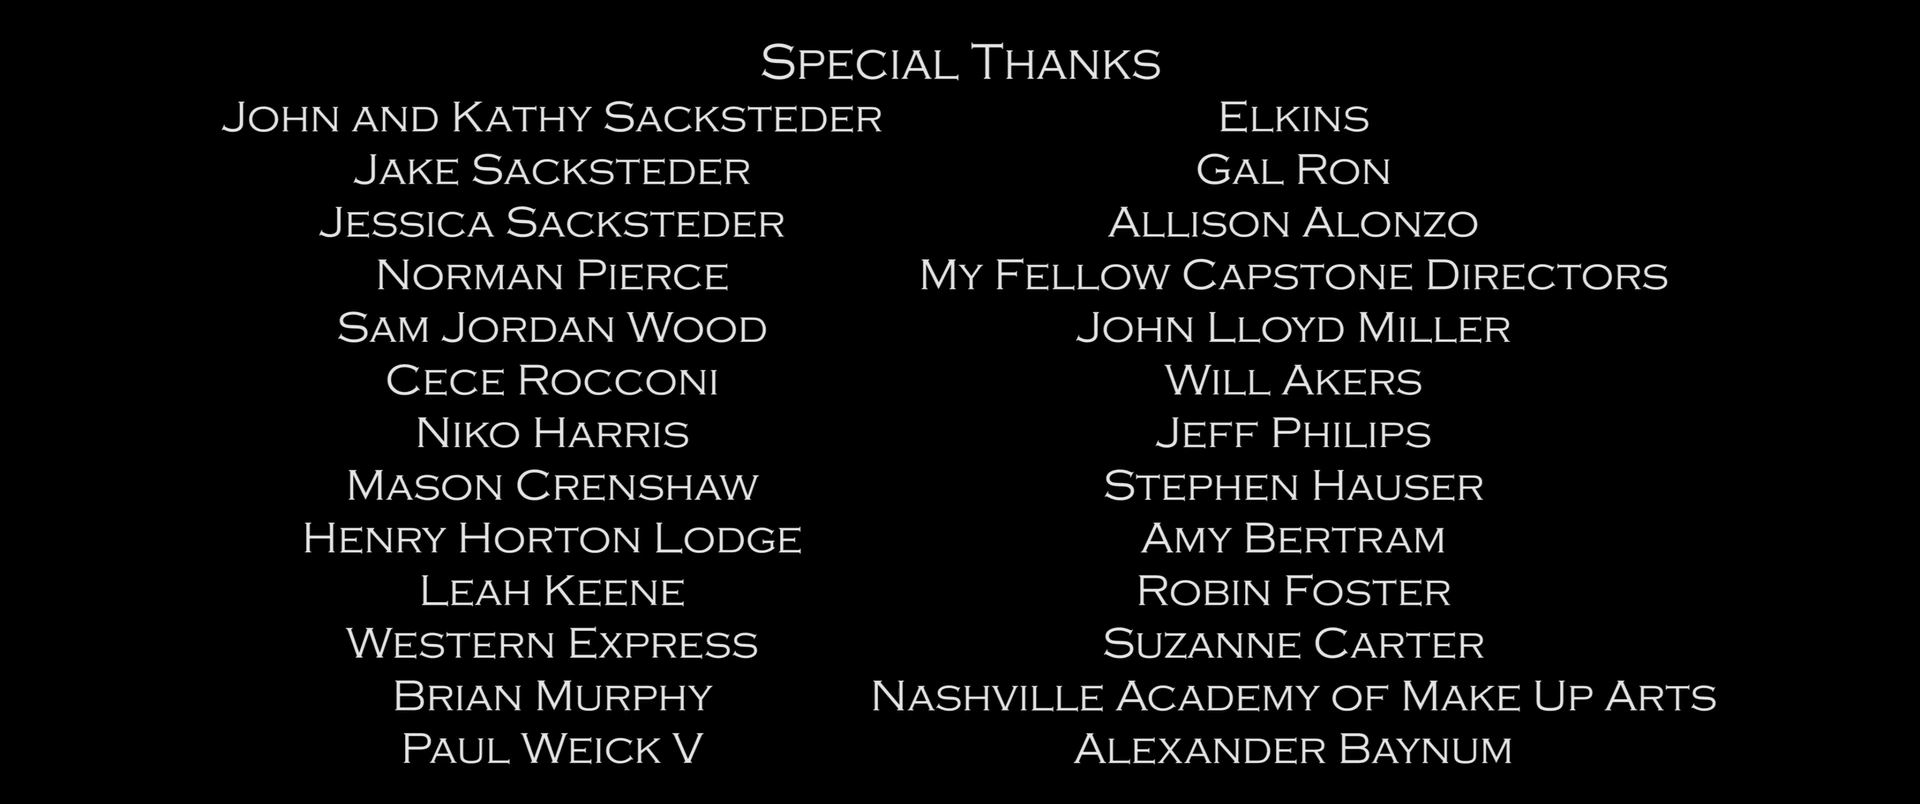 Special Thanks
John and Kathy Sacksteder
Jake Sacksteder
Jessica Sacksteder
Norman Pierce
Sam Jordan Wood
Cece Rocconi
Niko Harris
Mason Crenshaw
Henry Horton Lodge
Leah Keene
Western Express
Brian Murphy
Paul Weick V
Elkins
Gal Ron
Allison Alonzo
My Fellow Capstone Directors
John Lloyd Miller
Will Akers
Jeff Philips
Stephen Hauser
Amy Bertram
Robin Foster
Suzanne Carter
Nashville Academy of Make Up Arts
Alexander Baynum